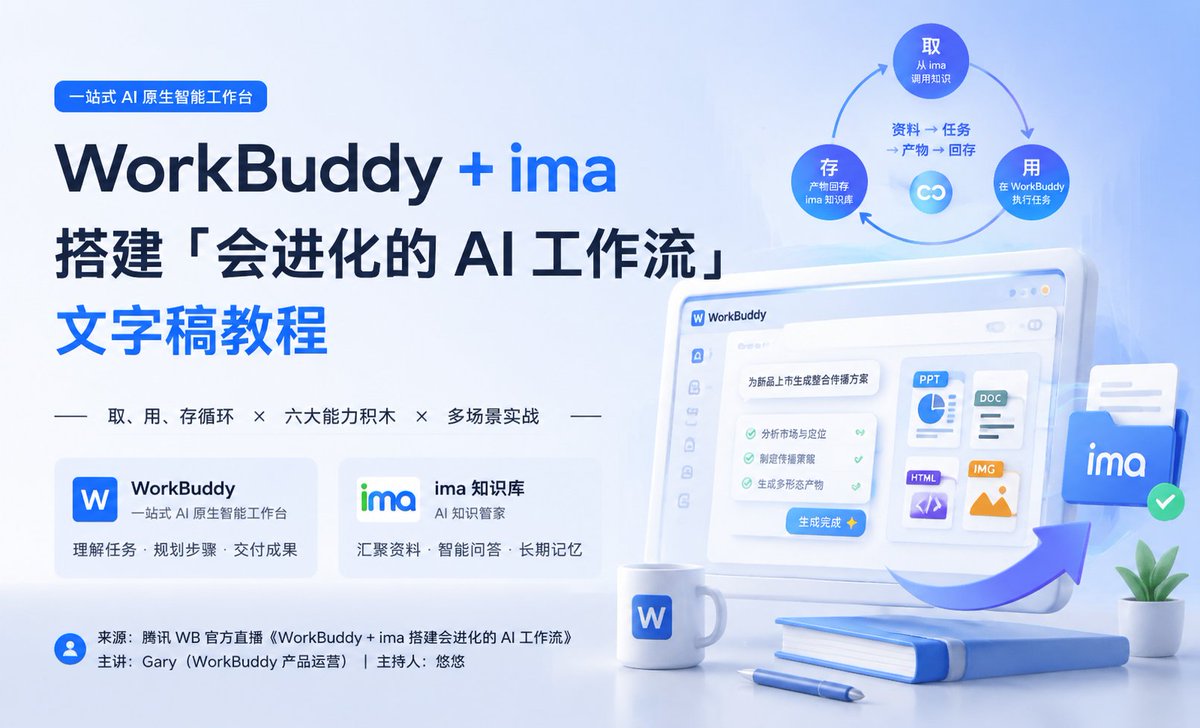 一站式 AI 原生智能工作台
WorkBuddy + ima
搭建「会进化的 AI 工作流」
文字稿教程
取、用、存循环 × 六大能力积木 × 多场景实战
W
WorkBuddy
一站式 AI 原生智能工作台
理解任务 · 规划步骤 · 交付成果
ima
ima 知识库
AI 知识管家
汇聚资料 · 智能问答 · 长期记忆
来源：腾讯 WB 官方直播《WorkBuddy + ima 搭建会进化的 AI 工作流》
主讲：Gary（WorkBuddy 产品运营） | 主持人：悠悠
取
从 ima
调用知识
资料 → 任务
→ 产物 → 回存
存
产物回存
ima 知识库
用
在 WorkBuddy
执行任务
W WorkBuddy
为新品上市生成整合传播方案
分析市场与定位
生成多形态产物
生成完成
PPT
DOC
HTML
IMG
ima
W